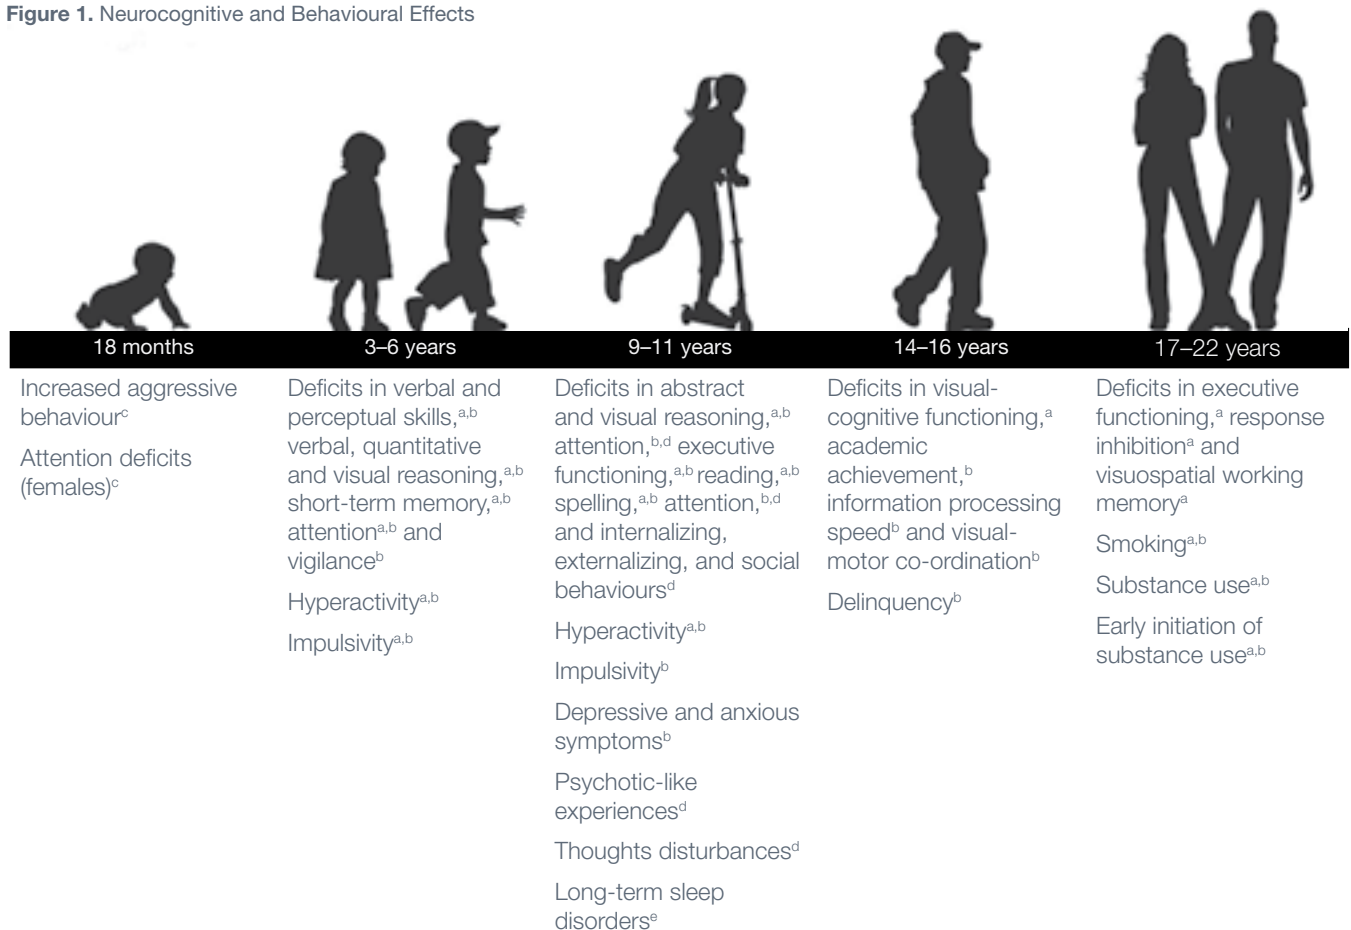 Figure 1. Neurocognitive and Behavioural Effects
18 months
Increased aggressive
behaviourᶜ
Attention deficits
(females)ᶜ
3–6 years
Deficits in verbal and
perceptual skills,ᵃ,ᵇ
verbal, quantitative
and visual reasoning,ᵃ,ᵇ
short-term memory,ᵃ,ᵇ
attentionᵃ,ᵇ and
vigilanceᵇ
Hyperactivityᵃ,ᵇ
Impulsivityᵃ,ᵇ
9–11 years
Deficits in abstract
and visual reasoning,ᵃ,ᵇ
attention,ᵇ,ᵈ executive
functioning,ᵃ,ᵇ reading,ᵃ,ᵇ
spelling,ᵃ,ᵇ attention,ᵇ,ᵈ
and internalizing,
externalizing, and social
behavioursᵈ
Hyperactivityᵃ,ᵇ
Impulsivityᵇ
Depressive and anxious
symptomsᵇ
Psychotic-like
experiencesᵈ
Thoughts disturbancesᵈ
Long-term sleep
disordersᵉ
14–16 years
Deficits in visual-
cognitive functioning,ᵃ
academic
achievement,ᵇ
information processing
speedᵇ and visual-
motor co-ordinationᵇ
Delinquencyᵇ
17–22 years
Deficits in executive
functioning,ᵃ response
inhibitionᵃ and
visuospatial working
memoryᵃ
Smokingᵃ,ᵇ
Substance useᵃ,ᵇ
Early initiation of
substance useᵃ,ᵇ